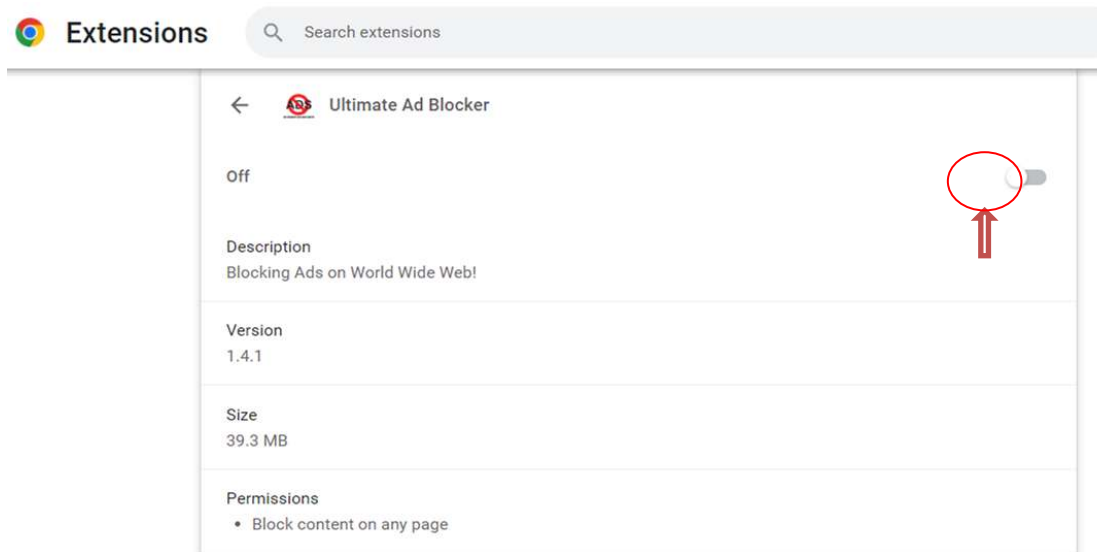 Extensions
Search extensions
ADS
Ultimate Ad Blocker
Off
Description
Blocking Ads on World Wide Web!
Version
1.4.1
Size
39.3 MB
Permissions
• Block content on any page